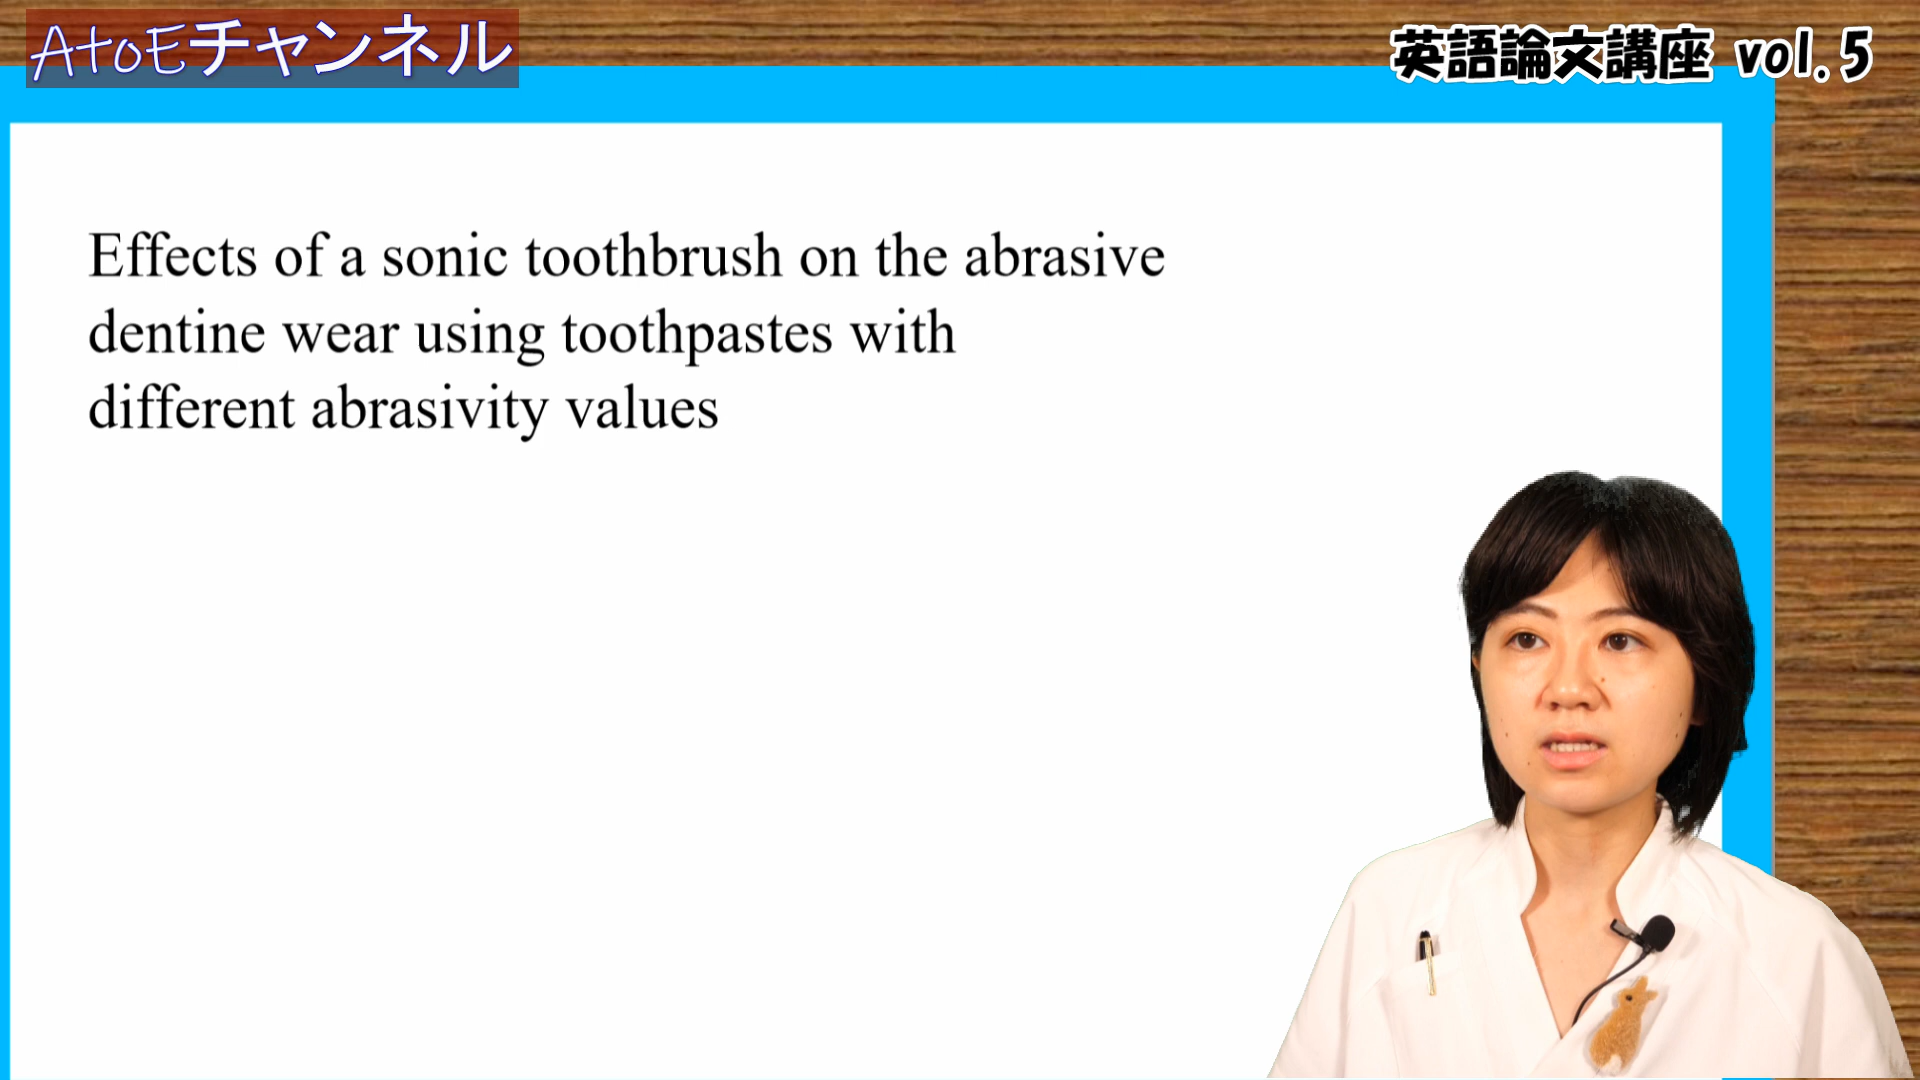 AtoEチャンネル
英語論文講座 vol.5
Effects of a sonic toothbrush on the abrasive
dentine wear using toothpastes with
different abrasivity values